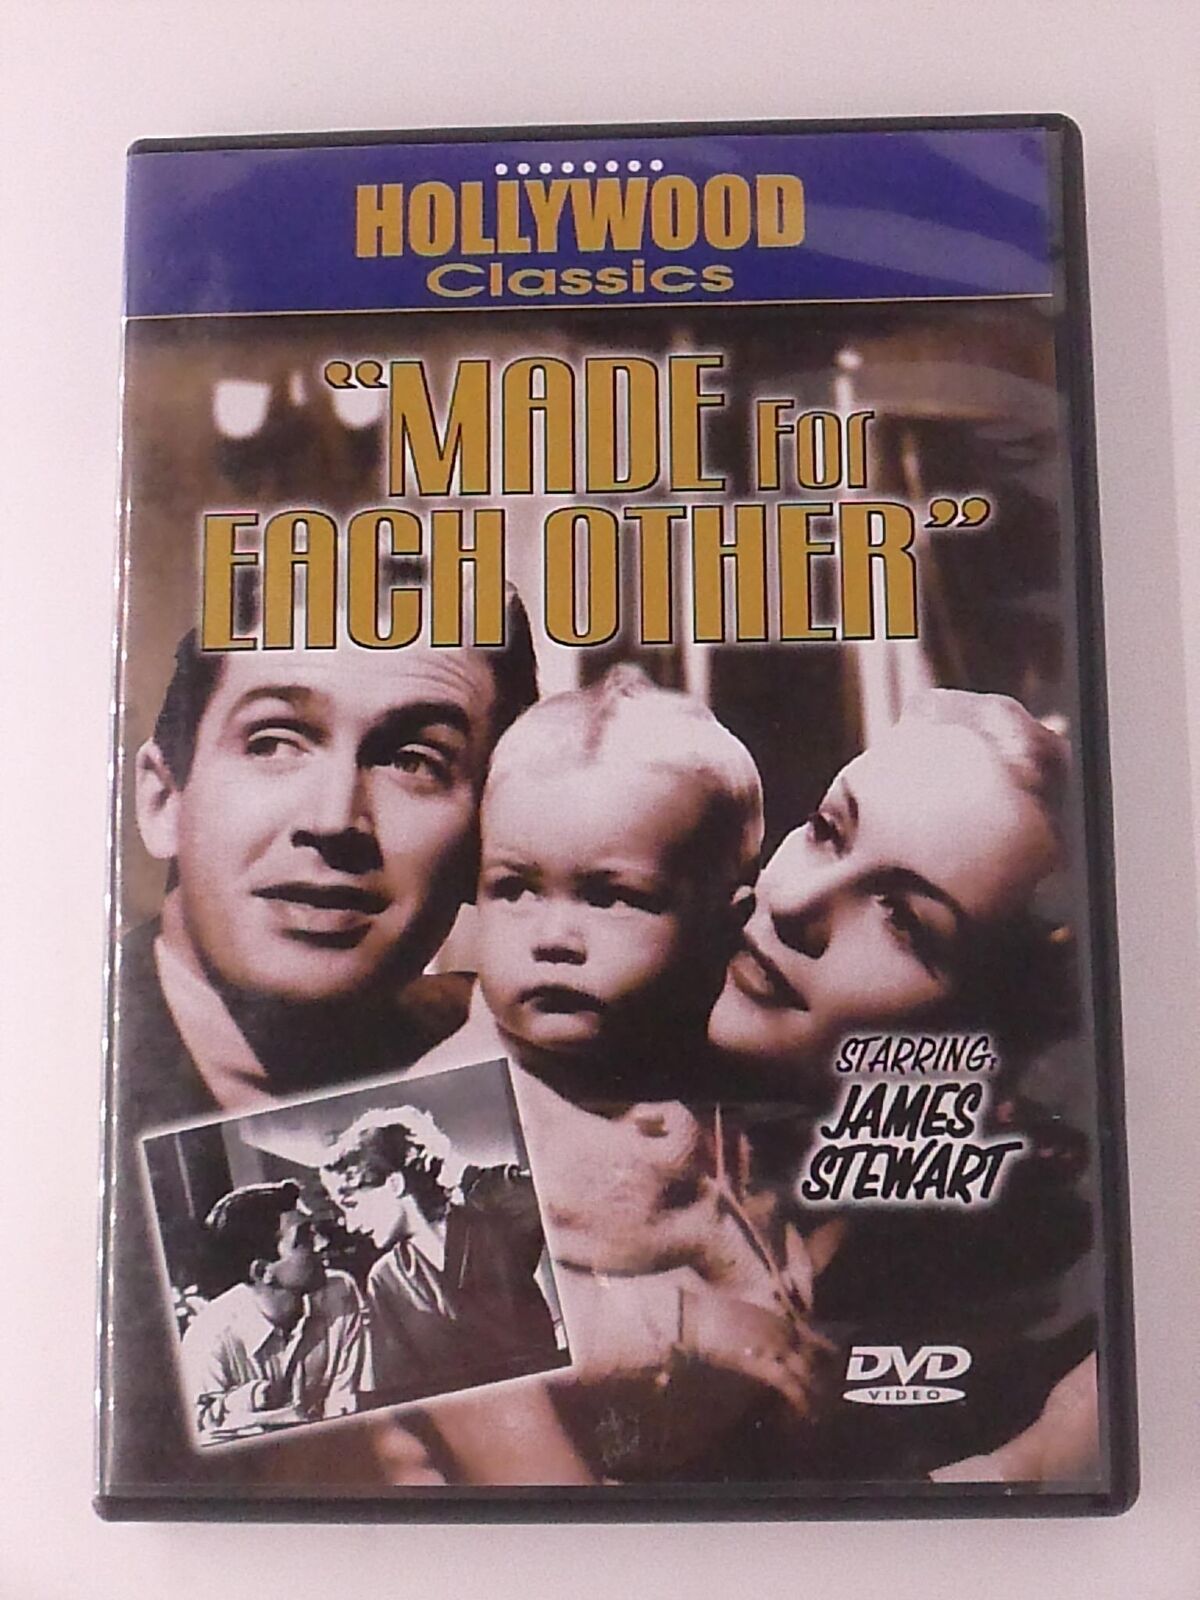 HOLLYWOOD
Classics
“MADE For
EACH OTHER”
STARRING:
JAMES
STEWART
DVD
VIDEO